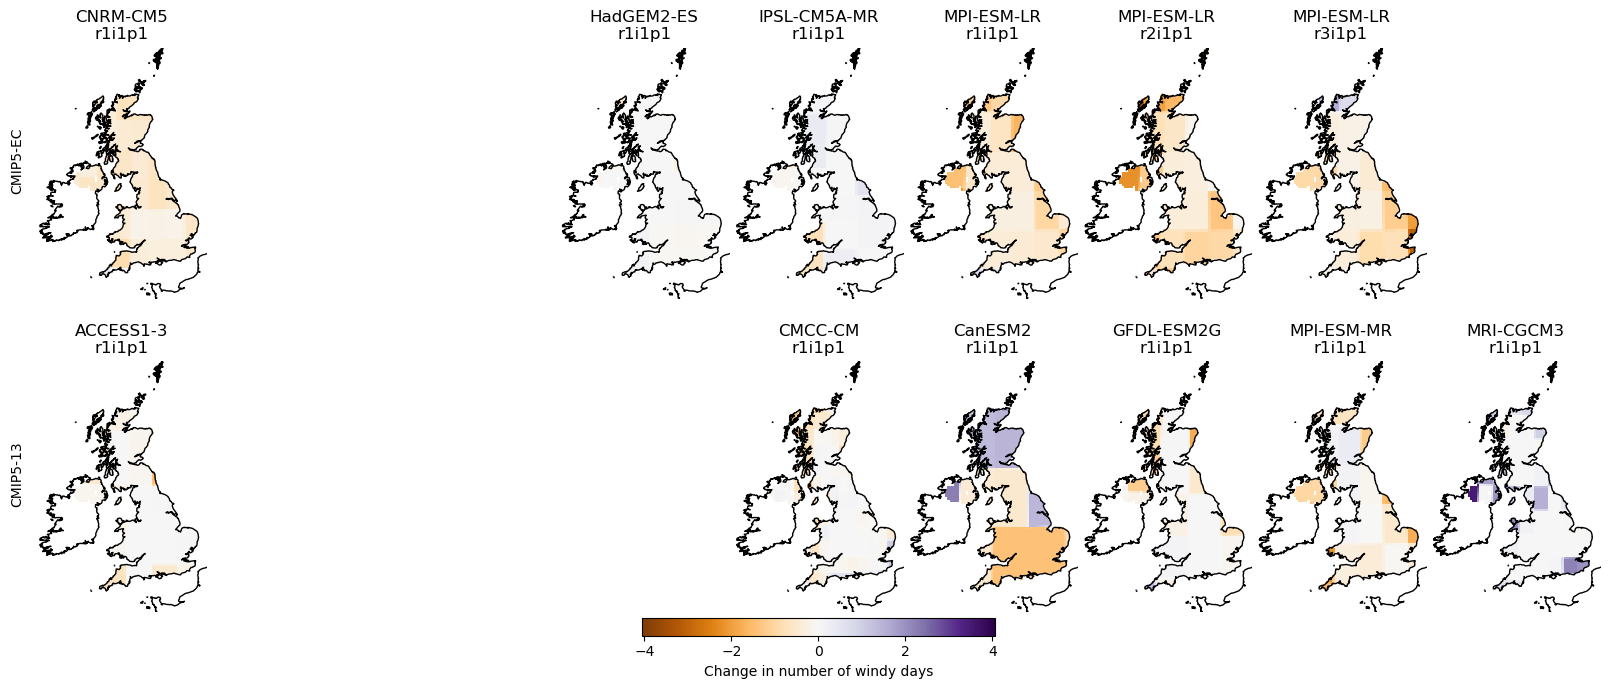 CNRM-CM5
r1i1p1
HadGEM2-ES
r1i1p1
IPSL-CM5A-MR
r1i1p1
MPI-ESM-LR
r1i1p1
MPI-ESM-LR
r2i1p1
MPI-ESM-LR
r3i1p1
CMIP5-EC
ACCESS1-3
r1i1p1
CMCC-CM
r1i1p1
CanESM2
r1i1p1
GFDL-ESM2G
r1i1p1
MPI-ESM-MR
r1i1p1
MRI-CGCM3
r1i1p1
CMIP5-13
−4 −2 0 2 4
Change in number of windy days